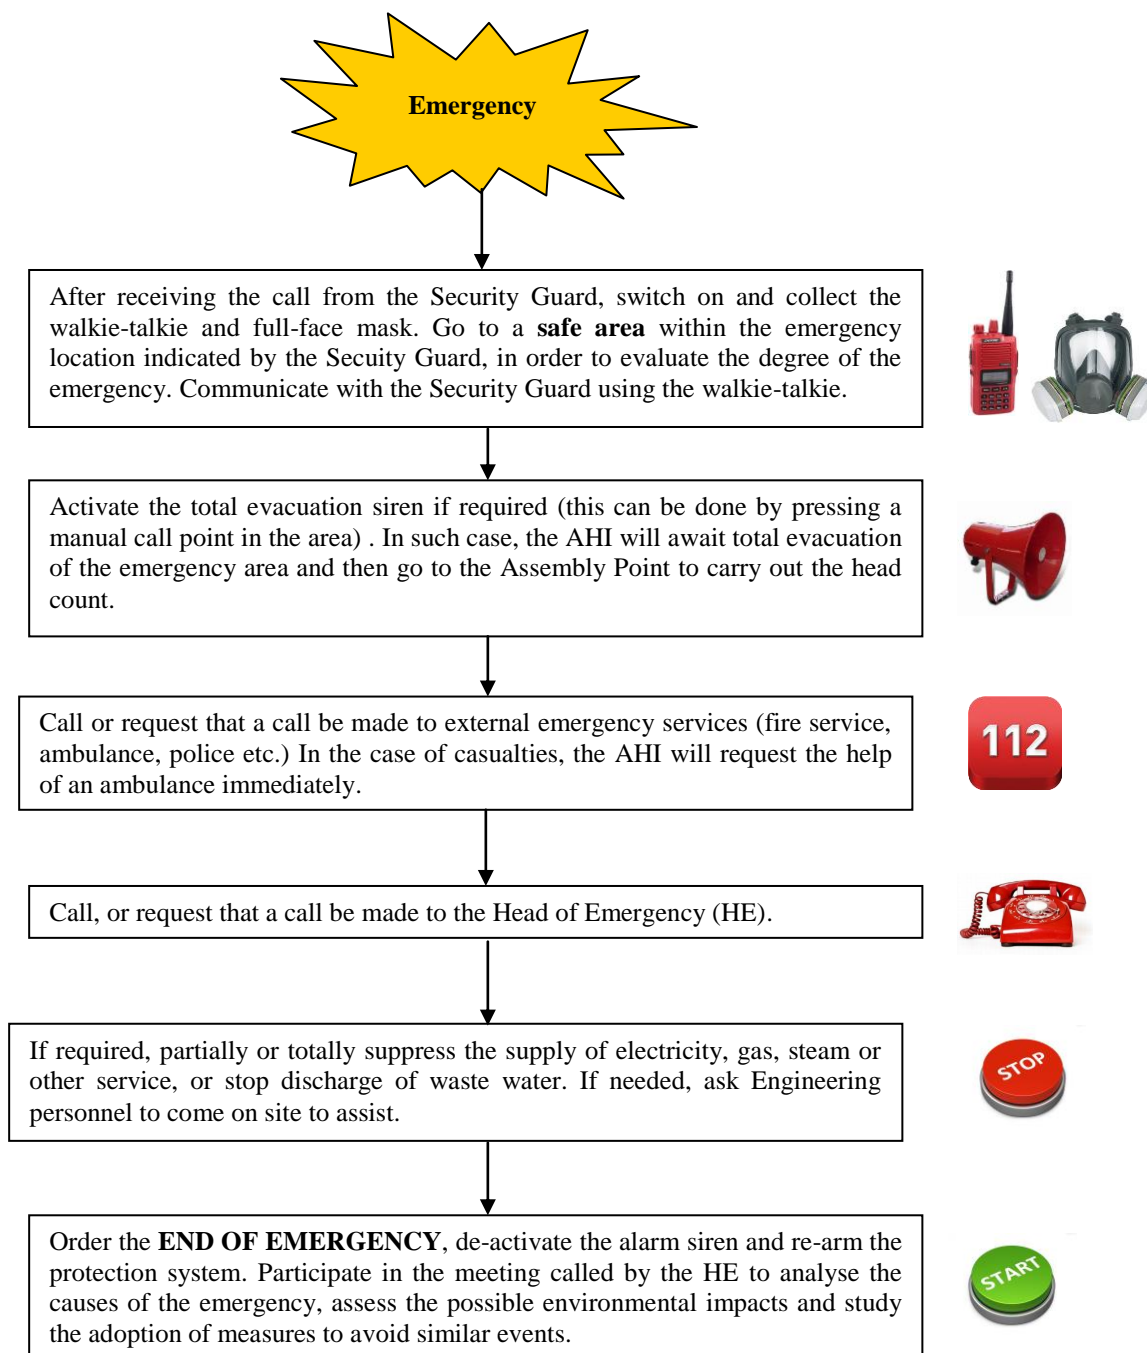 Emergency
After receiving the call from the Security Guard, switch on and collect the
walkie-talkie and full-face mask. Go to a safe area within the emergency
location indicated by the Secuity Guard, in order to evaluate the degree of the
emergency. Communicate with the Security Guard using the walkie-talkie.
Activate the total evacuation siren if required (this can be done by pressing a
manual call point in the area) . In such case, the AHI will await total evacuation
of the emergency area and then go to the Assembly Point to carry out the head
count.
Call or request that a call be made to external emergency services (fire service,
ambulance, police etc.) In the case of casualties, the AHI will request the help
of an ambulance immediately.
112
Call, or request that a call be made to the Head of Emergency (HE).
If required, partially or totally suppress the supply of electricity, gas, steam or
other service, or stop discharge of waste water. If needed, ask Engineering
personnel to come on site to assist.
STOP
Order the END OF EMERGENCY, de-activate the alarm siren and re-arm the
protection system. Participate in the meeting called by the HE to analyse the
causes of the emergency, assess the possible environmental impacts and study
the adoption of measures to avoid similar events.
START